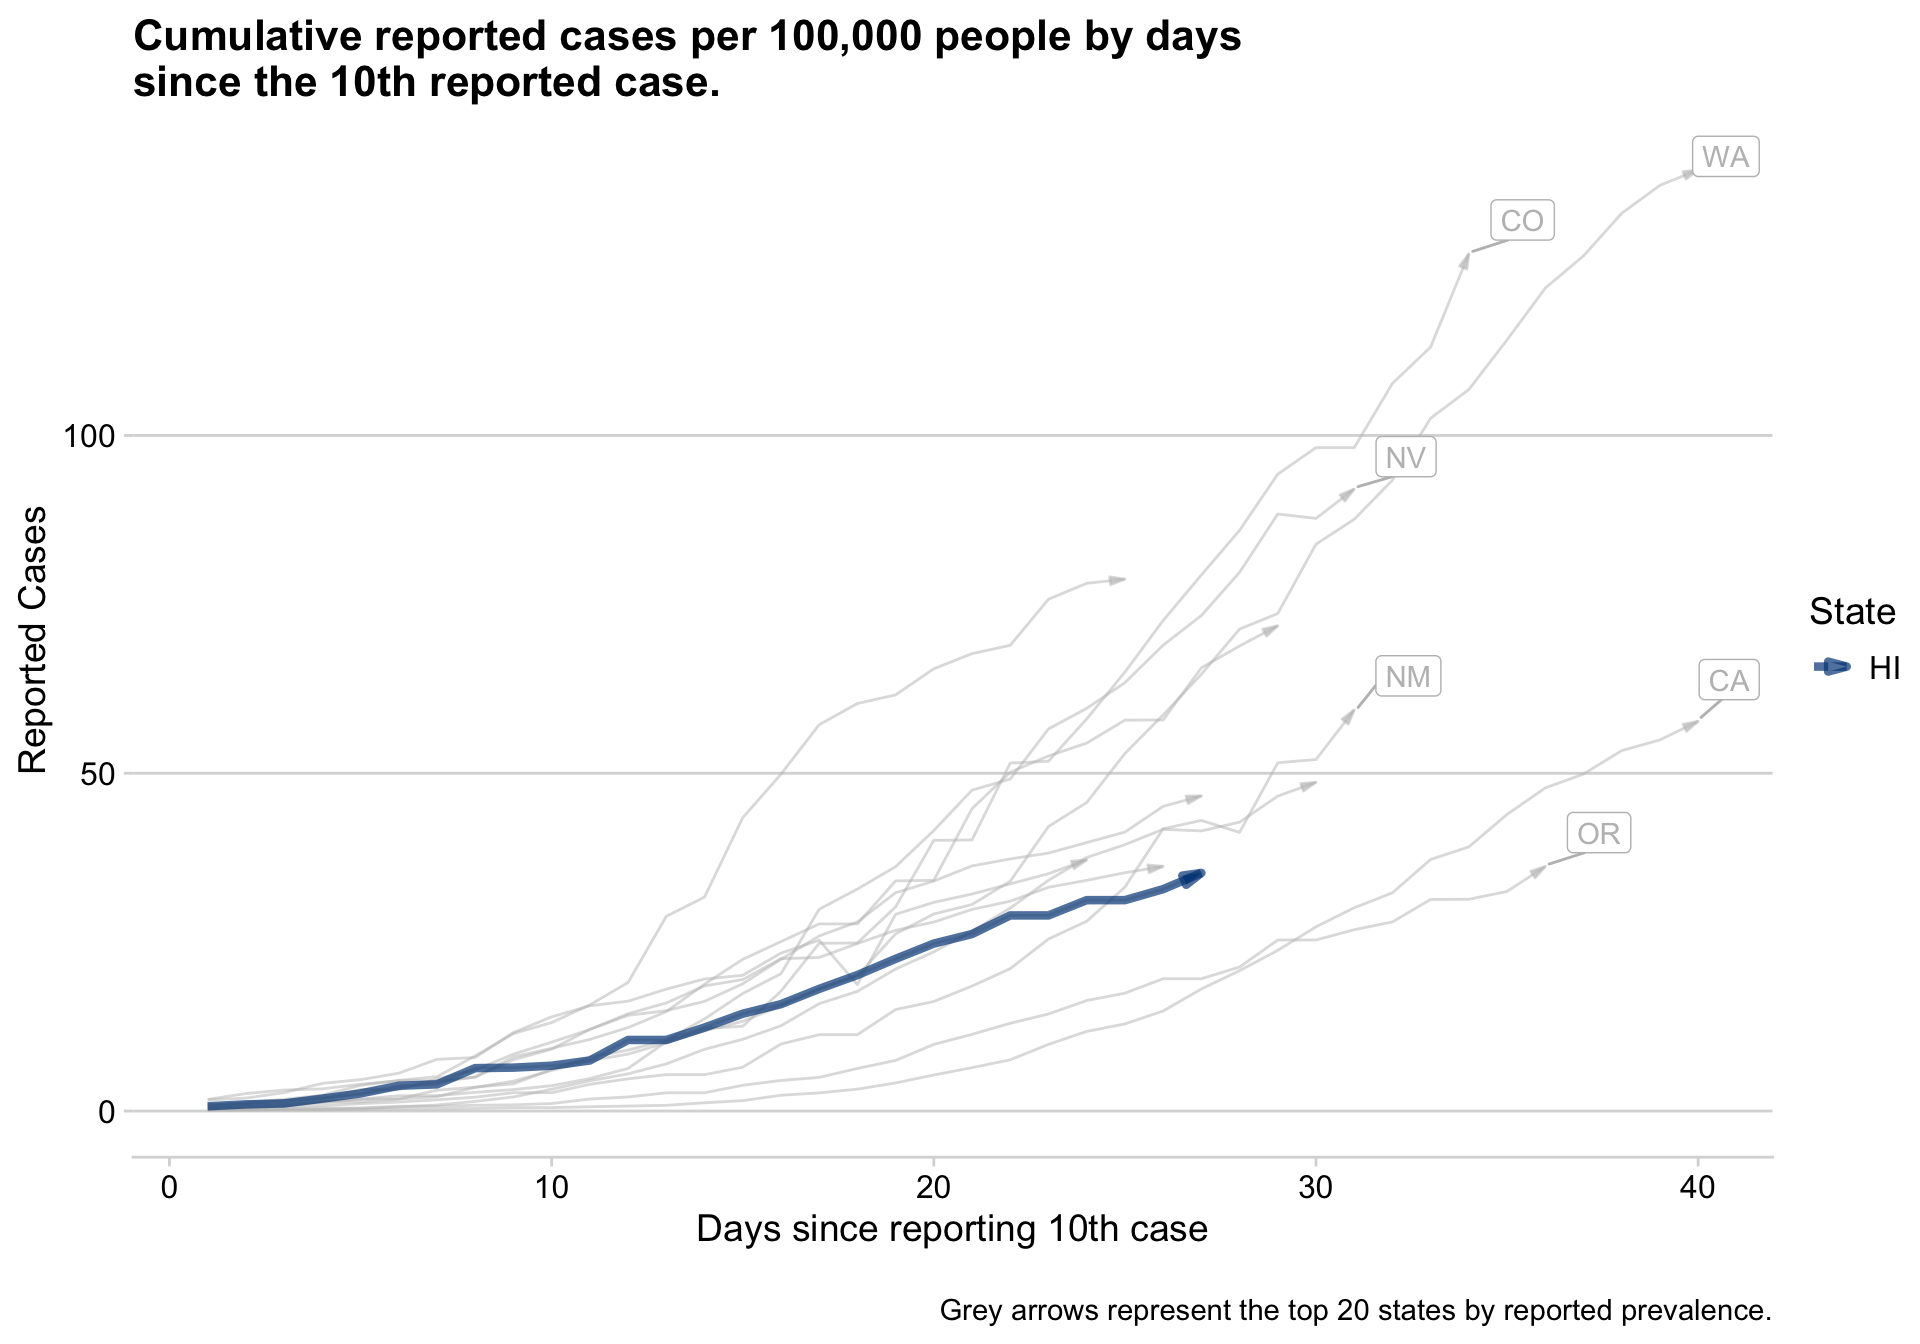 Cumulative reported cases per 100,000 people by days
since the 10th reported case.
WA
CO
100
NV
Reported Cases
State
HI
NM
CA
50
OR
0
0 10 20 30 40
Days since reporting 10th case
Grey arrows represent the top 20 states by reported prevalence.